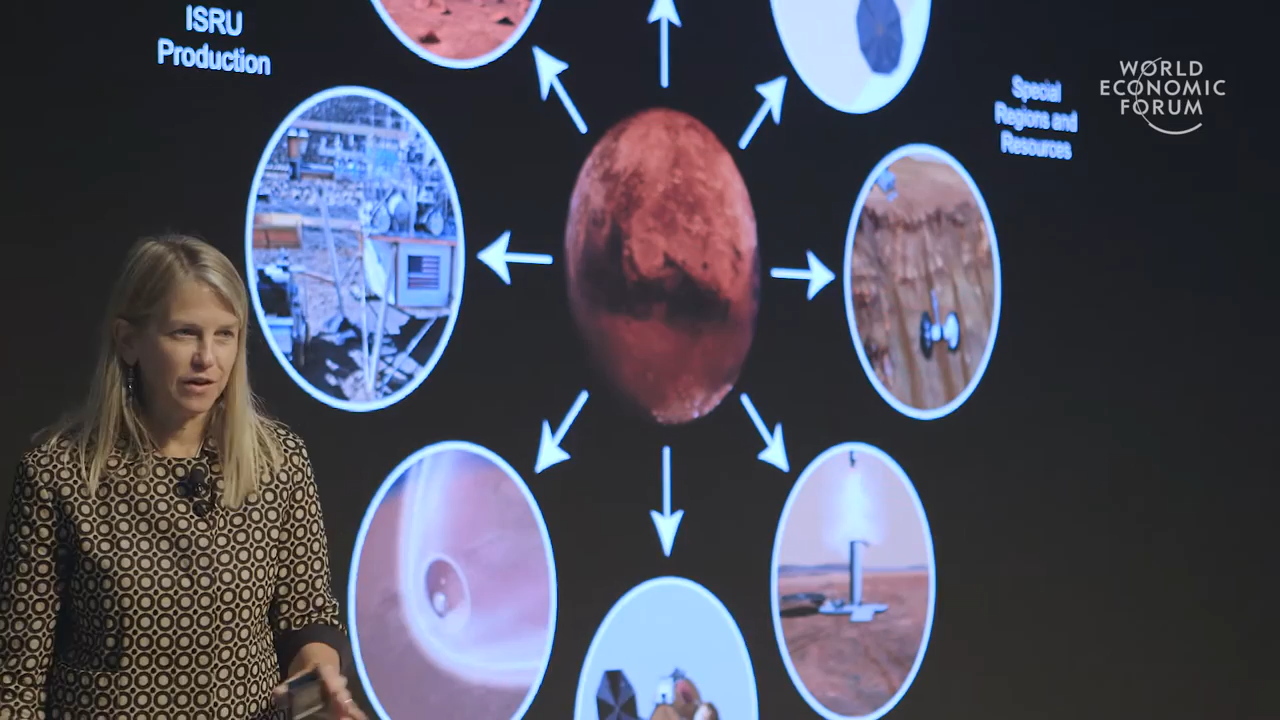 ISRU
Production
Special
Regions and
Resources
WORLD
ECONOMIC
FORUM